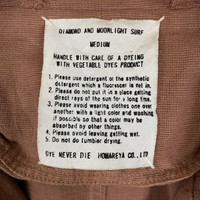 DIAMOND AND MOONLIGHT SURF
MEDIUM
HANDLE WITH CARE OF A DYEING
WITH VEGETABLE DYES PRODUCT
1. Please use detergent or the synthetic
detergent which a fluorescer is not in.
2. Please do not put it in a place getting
direct rays of the sun for a long time.
3. Please avoid wearing clothes one over
another with a light color and washing
if possible so that a color may be
absorbed by other things.
4. Please avoid leaving getting wet.
5. Not do do tumbler drying.
DYE NEVER DIE HOMAREYA CO., LTD